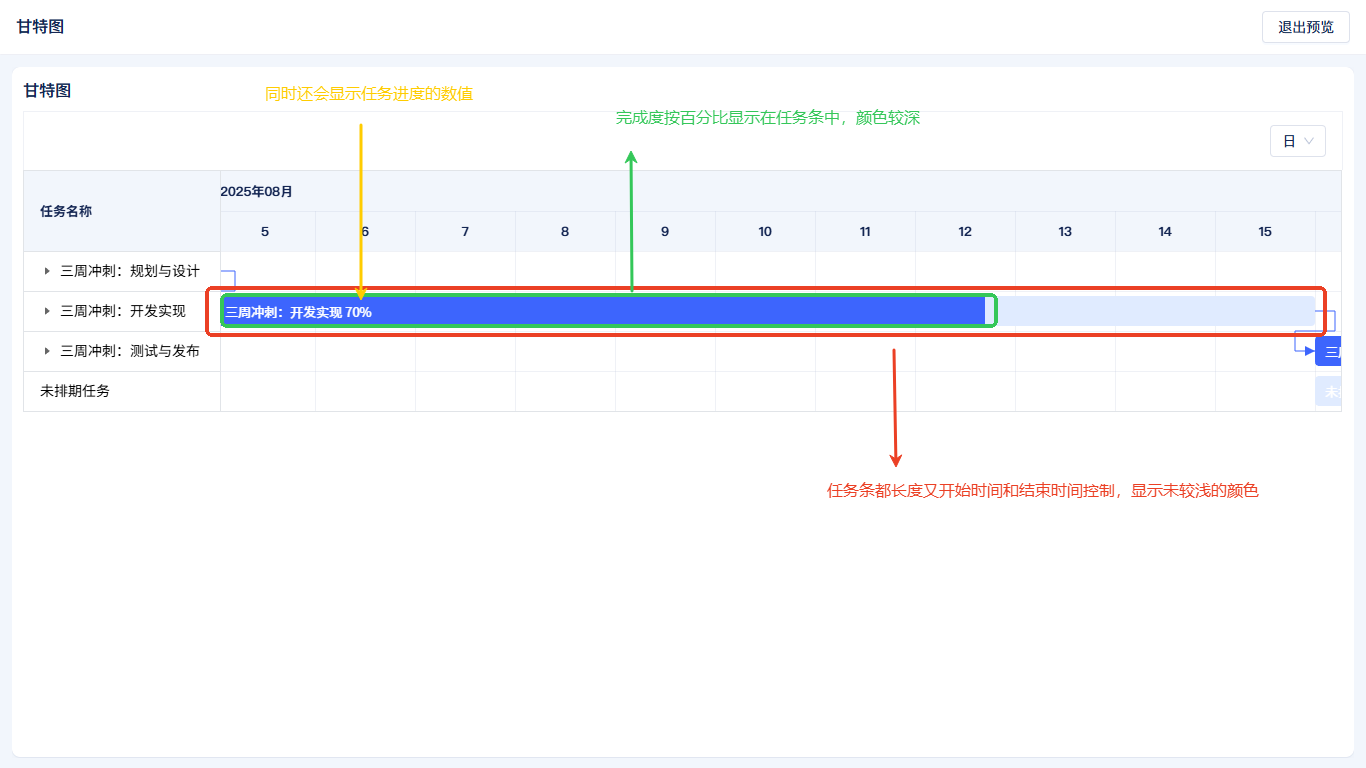 甘特图
退出预览
甘特图
同时还会显示任务进度的数值
完成度按百分比显示在任务条中，颜色较深
日
任务名称
2025年08月
5 6 7 8 9 10 11 12 13 14 15
三周冲刺：规划与设计
三周冲刺：开发实现
三周冲刺：开发实现 70%
三周冲刺：测试与发布
三
未排期任务
未
任务条都长度又开始时间和结束时间控制，显示未较浅的颜色